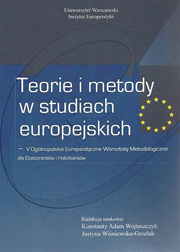 Uniwersytet Warszawski
Instytut Europeistyki
Teorie i metody
w studiach
europejskich
– V Ogólnopolskie Europeistyczne Warsztaty Metodologiczne
dla Doktorantów i Habilitantów
Redakcja naukowa:
Konstanty Adam Wojtaszczyk
Justyna Wiśniewska-Grzelak